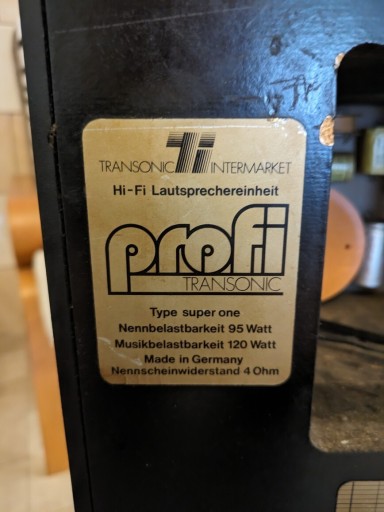 Ti
TRANSONIC INTERMARKET
Hi-Fi Lautsprechereinheit
profi
TRANSONIC
Type super one
Nennbelastbarkeit 95 Watt
Musikbelastbarkeit 120 Watt
Made in Germany
Nennscheinwiderstand 4 Ohm